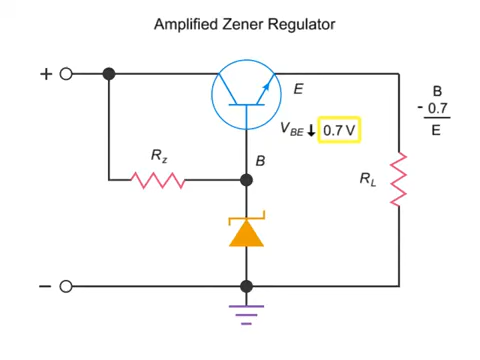 Amplified Zener Regulator
+
E
B
- 0.7
E
V_BE ↓ 0.7 V
R_z
B
R_L
−